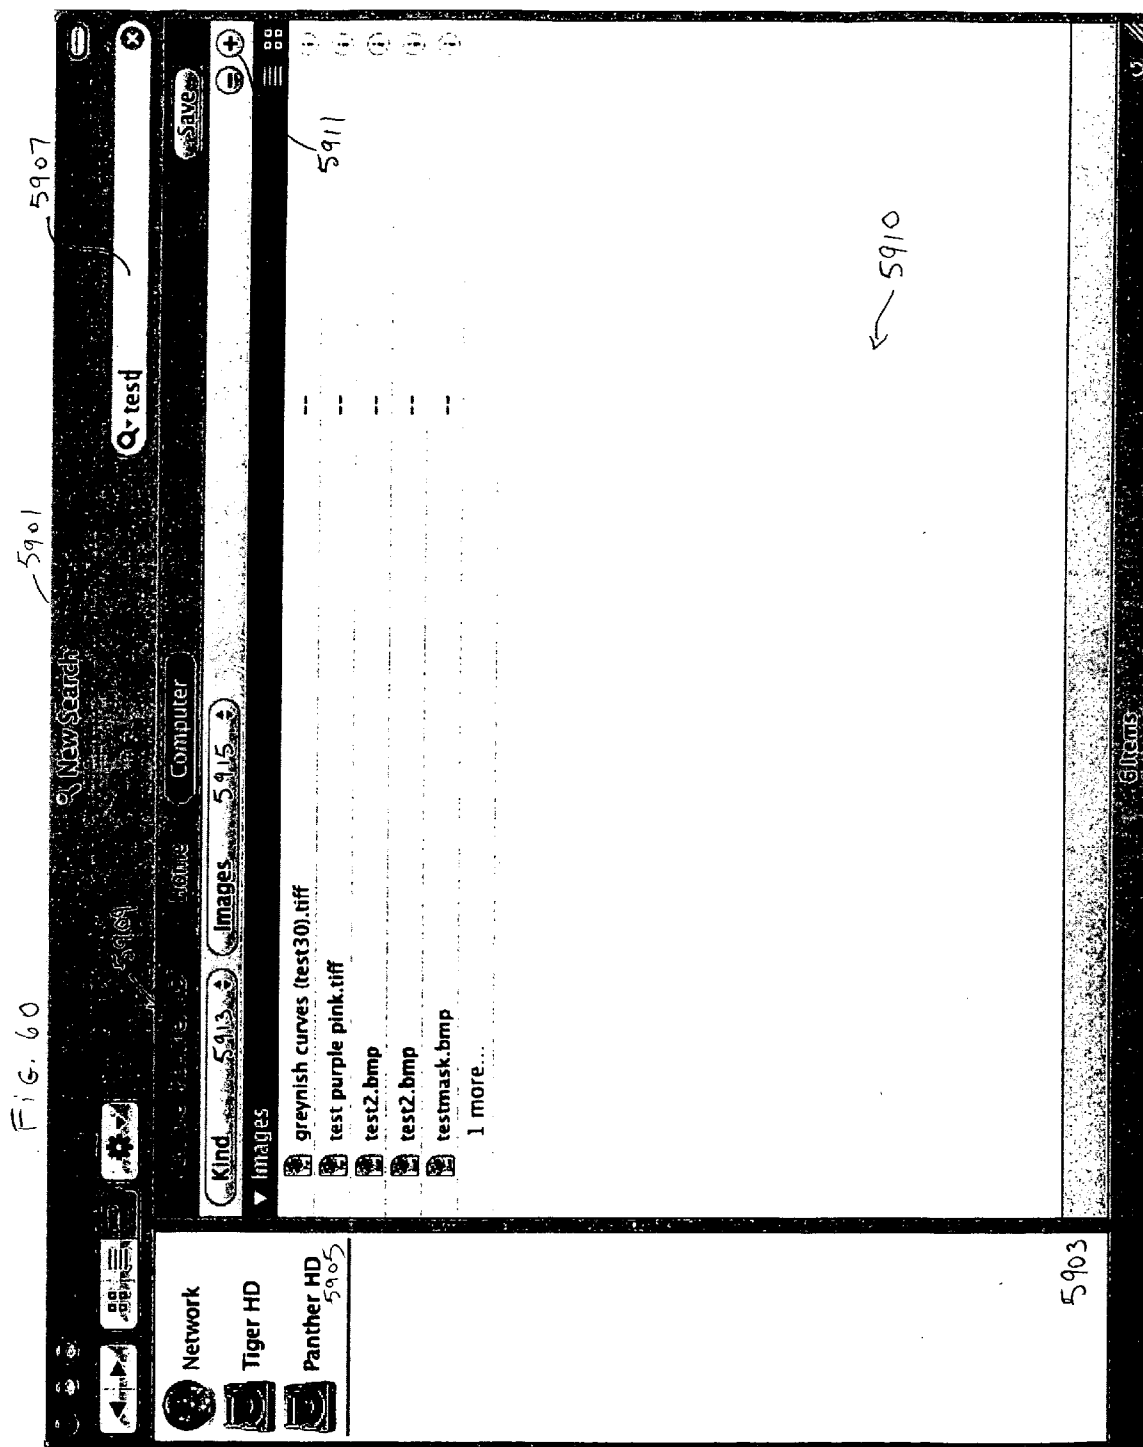 FIG. 60
5901
5907
New Search
test
5909
Home
Computer
Save
Kind 5913
Images 5915
5911
Images
greynish curves (test30).tiff --
test purple pink.tiff --
test2.bmp --
test2.bmp --
testmask.bmp --
1 more...
5910
Network
Tiger HD
Panther HD
5905
5903
6 items